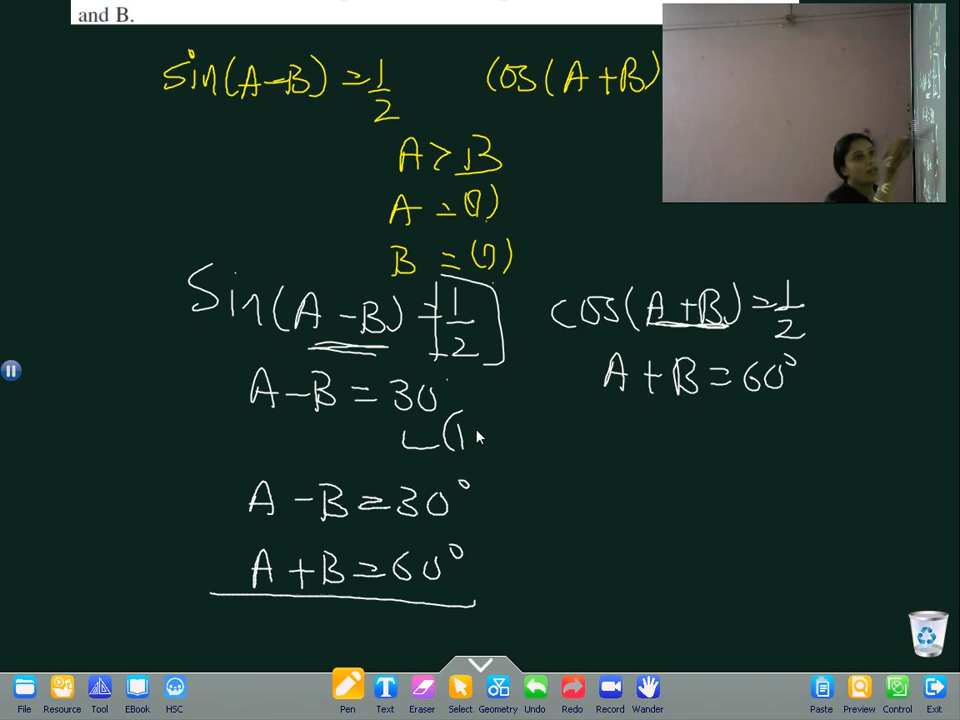 and B.
Sin(A-B) = 1/2 Cos(A+B)
A > B
A = (?)
B = (?)
Sin(A-B) = 1/2 cos(A+B) = 1/2
A-B = 30° A+B = 60°
(1
A-B = 30°
A+B = 60°
File Resource Tool EBook HSC Pen Text Eraser Select Geometry Undo Redo Record Wander Paste Preview Control Exit